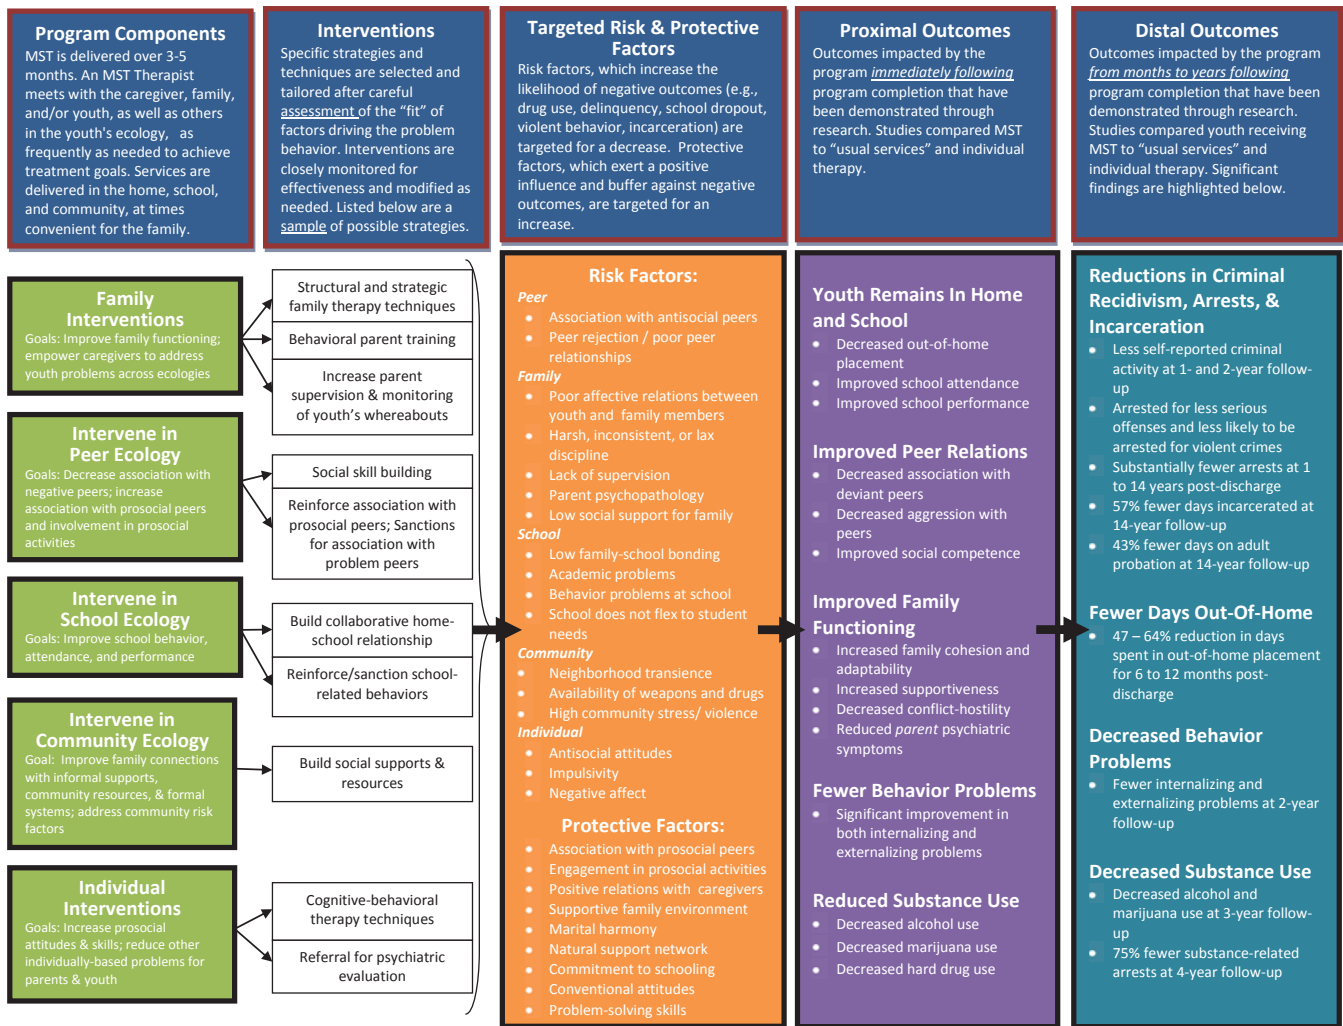 Program Components
MST is delivered over 3-5
months. An MST Therapist
meets with the caregiver, family,
and/or youth, as well as others
in the youth's ecology,   as
frequently as needed to achieve
treatment goals. Services are
delivered in the home, school,
and community, at times
convenient for the family.
Interventions
Specific strategies and
techniques are selected and
tailored after careful
assessment of the “fit” of
factors driving the problem
behavior. Interventions are
closely monitored for
effectiveness and modified as
needed. Listed below are a
sample of possible strategies.
Targeted Risk & Protective
Factors
Risk factors, which increase the
likelihood of negative outcomes (e.g.,
drug use, delinquency, school dropout,
violent behavior, incarceration) are
targeted for a decrease.  Protective
factors, which exert a positive
influence and buffer against negative
outcomes, are targeted for an
increase.
Proximal Outcomes
Outcomes impacted by the
program immediately following
program completion that have
been demonstrated through
research. Studies compared MST
to “usual services” and individual
therapy.
Distal Outcomes
Outcomes impacted by the program
from months to years following
program completion that have been
demonstrated through research.
Studies compared youth receiving
MST to “usual services” and
individual therapy. Significant
findings are highlighted below.
Family
Interventions
Goals: Improve family functioning;
empower caregivers to address
youth problems across ecologies
Intervene in
Peer Ecology
Goals: Decrease association with
negative peers; increase
association with prosocial peers
and involvement in prosocial
activities
Intervene in
School Ecology
Goals: Improve school behavior,
attendance, and performance
Intervene in
Community Ecology
Goal:  Improve family connections
with informal supports,
community resources, & formal
systems; address community risk
factors
Individual
Interventions
Goals: Increase prosocial
attitudes & skills; reduce other
individually-based problems for
parents & youth
Structural and strategic
family therapy techniques
Behavioral parent training
Increase parent
supervision & monitoring
of youth’s whereabouts
Social skill building
Reinforce association with
prosocial peers; Sanctions
for association with
problem peers
Build collaborative home-
school relationship
Reinforce/sanction school-
related behaviors
Build social supports &
resources
Cognitive-behavioral
therapy techniques
Referral for psychiatric
evaluation
Risk Factors:
Peer
• Association with antisocial peers
• Peer rejection / poor peer
relationships
Family
• Poor affective relations between
youth and  family members
• Harsh, inconsistent, or lax
discipline
• Lack of supervision
• Parent psychopathology
• Low social support for family
School
• Low family-school bonding
• Academic problems
• Behavior problems at school
• School does not flex to student
needs
Community
• Neighborhood transience
• Availability of weapons and drugs
• High community stress/ violence
Individual
• Antisocial attitudes
• Impulsivity
• Negative affect
Protective Factors:
• Association with prosocial peers
• Engagement in prosocial activities
• Positive relations with  caregivers
• Supportive family environment
• Marital harmony
• Natural support network
• Commitment to schooling
• Conventional attitudes
• Problem-solving skills
Youth Remains In Home
and School
• Decreased out-of-home
placement
• Improved school attendance
• Improved school performance
Improved Peer Relations
• Decreased association with
deviant peers
• Decreased aggression with
peers
• Improved social competence
Improved Family
Functioning
• Increased family cohesion and
adaptability
• Increased supportiveness
• Decreased conflict-hostility
• Reduced parent psychiatric
symptoms
Fewer Behavior Problems
• Significant improvement in
both internalizing and
externalizing problems
Reduced Substance Use
• Decreased alcohol use
• Decreased marijuana use
• Decreased hard drug use
Reductions in Criminal
Recidivism, Arrests, &
Incarceration
• Less self-reported criminal
activity at 1- and 2-year follow-
up
• Arrested for less serious
offenses and less likely to be
arrested for violent crimes
• Substantially fewer arrests at 1
to 14 years post-discharge
• 57% fewer days incarcerated at
14-year follow-up
• 43% fewer days on adult
probation at 14-year follow-up
Fewer Days Out-Of-Home
• 47 – 64% reduction in days
spent in out-of-home placement
for 6 to 12 months post-
discharge
Decreased Behavior
Problems
• Fewer internalizing and
externalizing problems at 2-year
follow-up
Decreased Substance Use
• Decreased alcohol and
marijuana use at 3-year follow-
up
• 75% fewer substance-related
arrests at 4-year follow-up